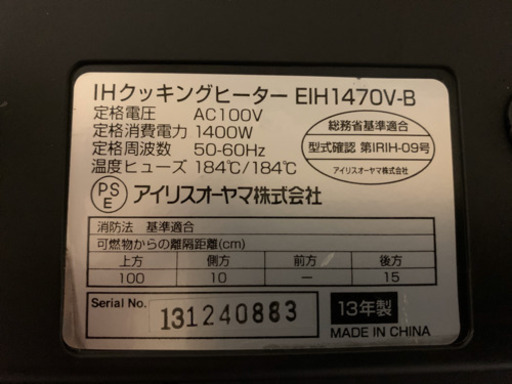 IHクッキングヒーター EIH1470V-B
定格電圧 AC100V
定格消費電力 1400W
定格周波数 50-60Hz
温度ヒューズ 184℃/184℃
総務省基準適合
型式確認 第IRIH-09号
アイリスオーヤマ株式会社
PSE アイリスオーヤマ株式会社
消防法 基準適合
可燃物からの離隔距離(cm)
上方 側方 前方 後方
100 10 — 15
Serial No. 131240883
13年製
MADE IN CHINA